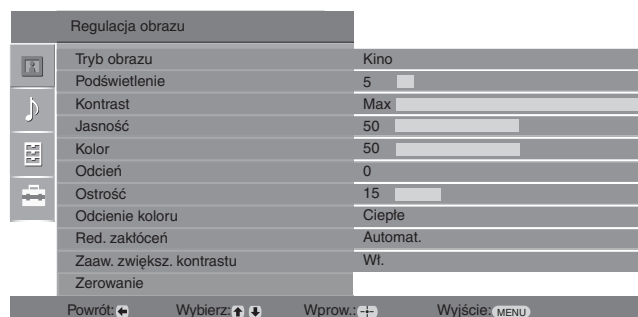 Regulacja obrazu
Tryb obrazu Kino
Podświetlenie 5
Kontrast Max
Jasność 50
Kolor 50
Odcień 0
Ostrość 15
Odcienie koloru Ciepłe
Red. zakłóceń Automat.
Zaaw. zwiększ. kontrastu Wł.
Zerowanie
Powrót: Wybierz: Wprow.: Wyjście: MENU